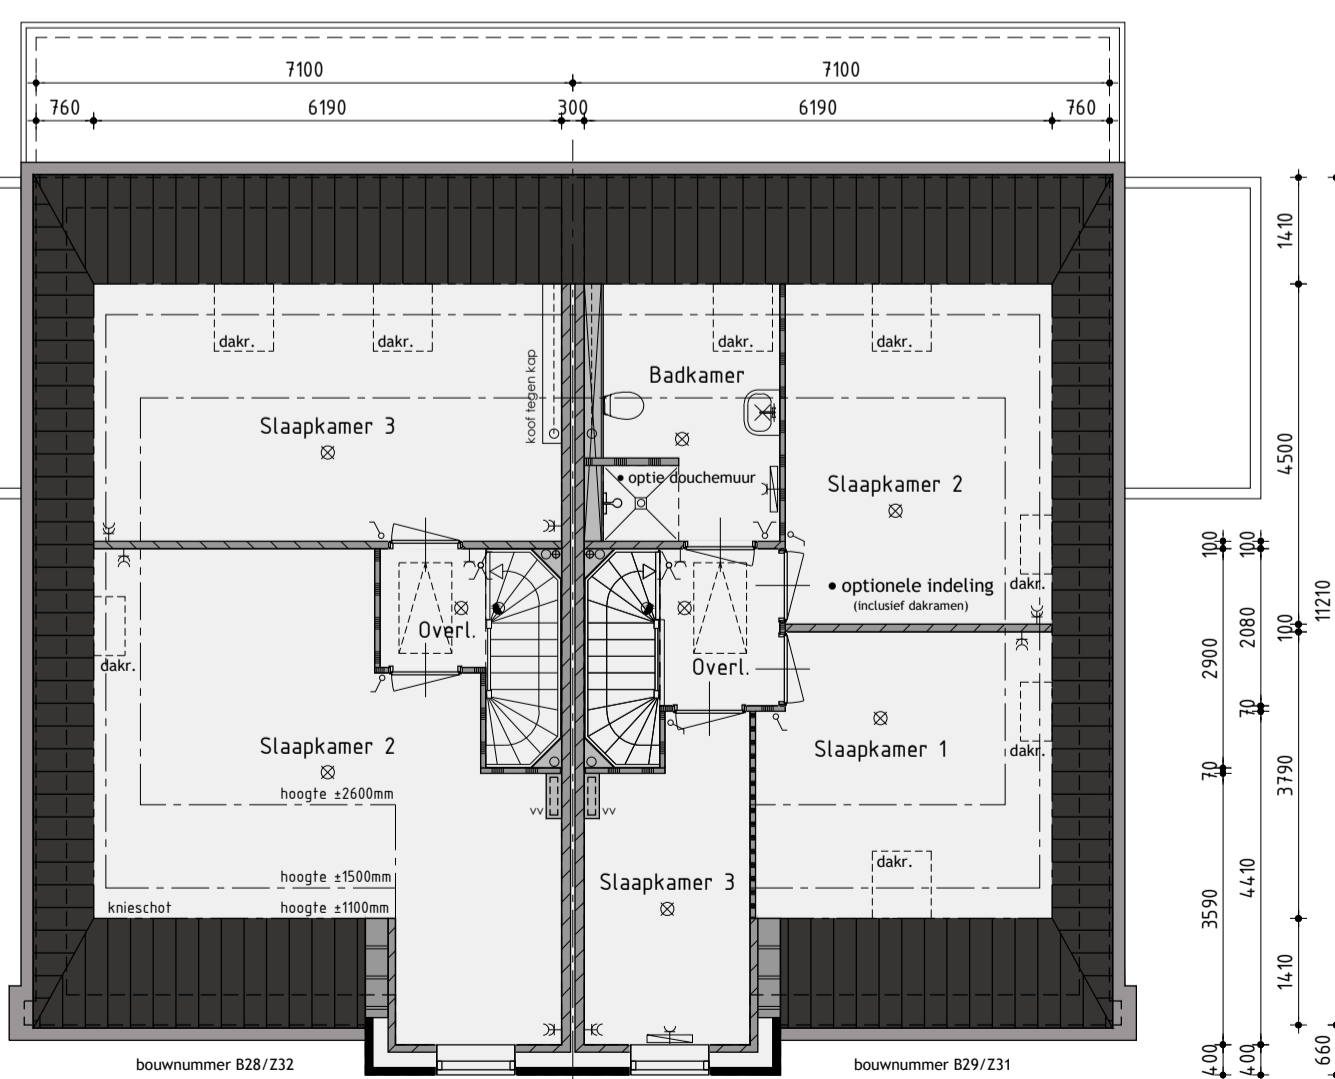 7100
7100
760
6190
300
6190
760
1410
dakr.
dakr.
dakr.
dakr.
koof tegen kap
Badkamer
Slaapkamer 3
4500
• optie douchemuur
Slaapkamer 2
100
100
• optionele indeling
(inclusief dakramen)
dakr.
11210
Overl.
2900
2080
100
dakr.
Overl.
70
Slaapkamer 2
Slaapkamer 1
dakr.
70
3790
hoogte ±2600mm
vv
vv
dakr.
hoogte ±1500mm
Slaapkamer 3
knieschot
hoogte ±1100mm
3590
4410
1410
400
400
660
bouwnummer B28/Z32
bouwnummer B29/Z31